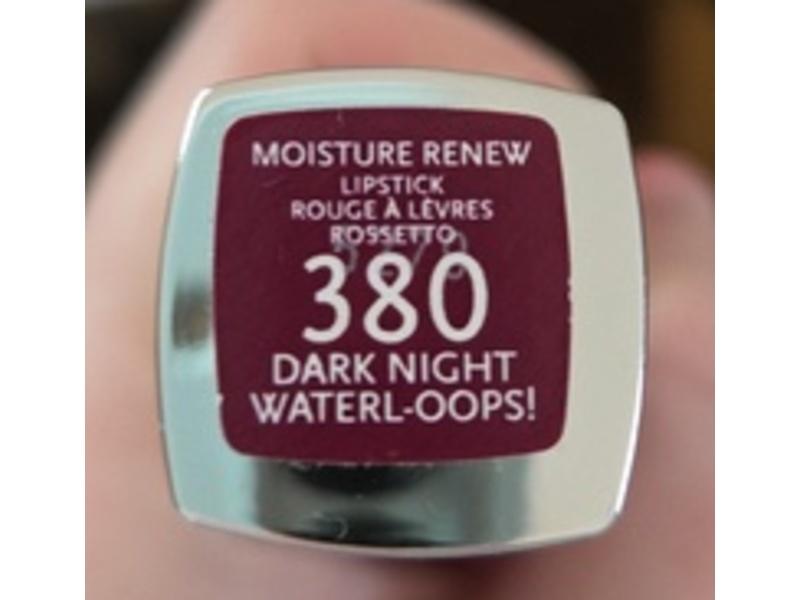 MOISTURE RENEW
LIPSTICK
ROUGE À LÈVRES
ROSSETTO
380
DARK NIGHT
WATERL-OOPS!